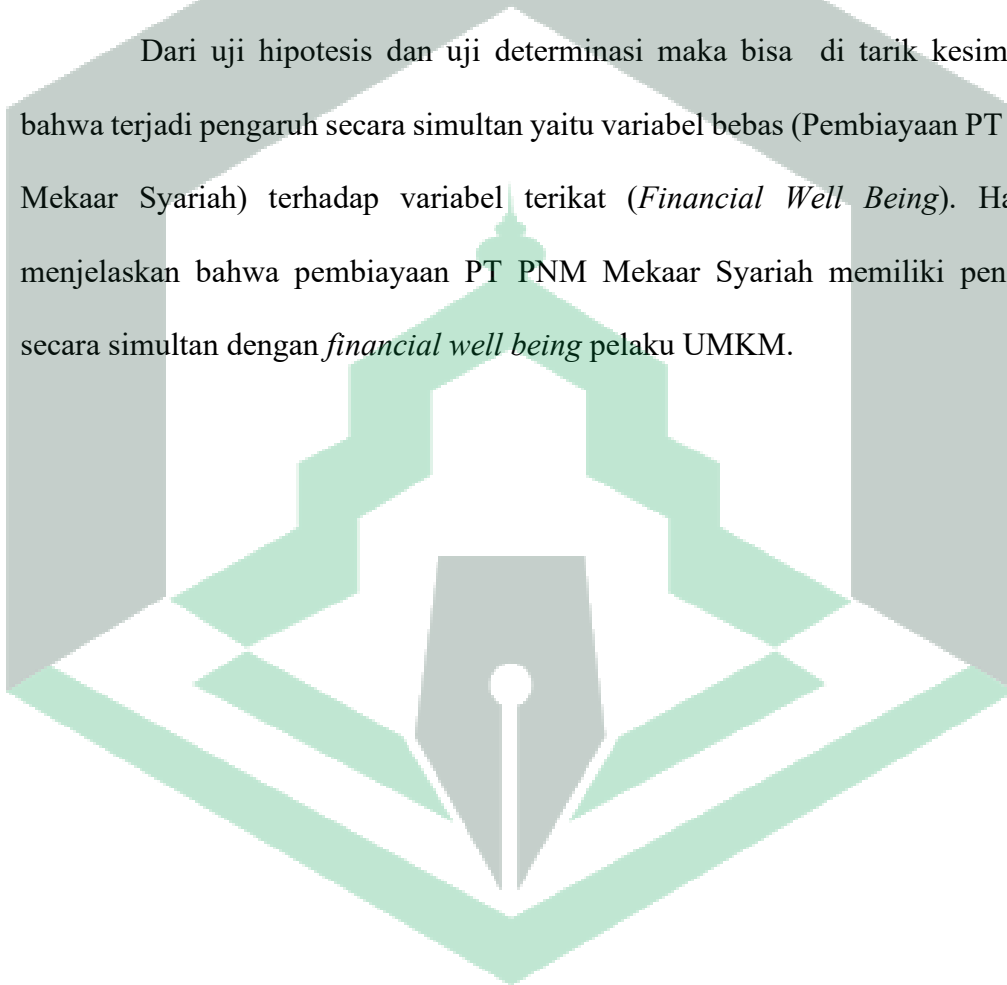 Dari uji hipotesis dan uji determinasi maka bisa di tarik kesim
bahwa terjadi pengaruh secara simultan yaitu variabel bebas (Pembiayaan PT
Mekaar Syariah) terhadap variabel terikat (Financial Well Being). Ha
menjelaskan bahwa pembiayaan PT PNM Mekaar Syariah memiliki pen
secara simultan dengan financial well being pelaku UMKM.